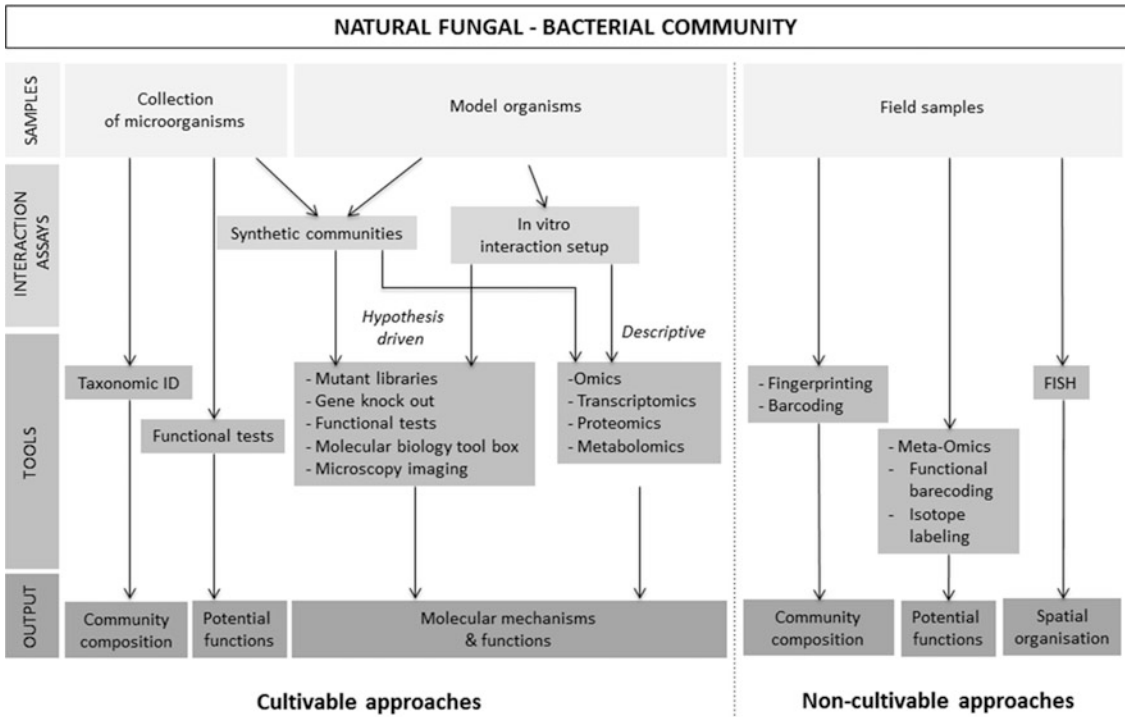 NATURAL FUNGAL - BACTERIAL COMMUNITY
SAMPLES
Collection
of microorganisms
Model organisms
Field samples
INTERACTION
ASSAYS
Synthetic communities
In vitro
interaction setup
Hypothesis
driven
Descriptive
TOOLS
Taxonomic ID
Functional tests
- Mutant libraries
- Gene knock out
- Functional tests
- Molecular biology tool box
- Microscopy imaging
-Omics
- Transcriptomics
- Proteomics
- Metabolomics
- Fingerprinting
- Barcoding
- Meta-Omics
- Functional
barecoding
- Isotope
labeling
FISH
OUTPUT
Community
composition
Potential
functions
Molecular mechanisms
& functions
Community
composition
Potential
functions
Spatial
organisation
Cultivable approaches
Non-cultivable approaches